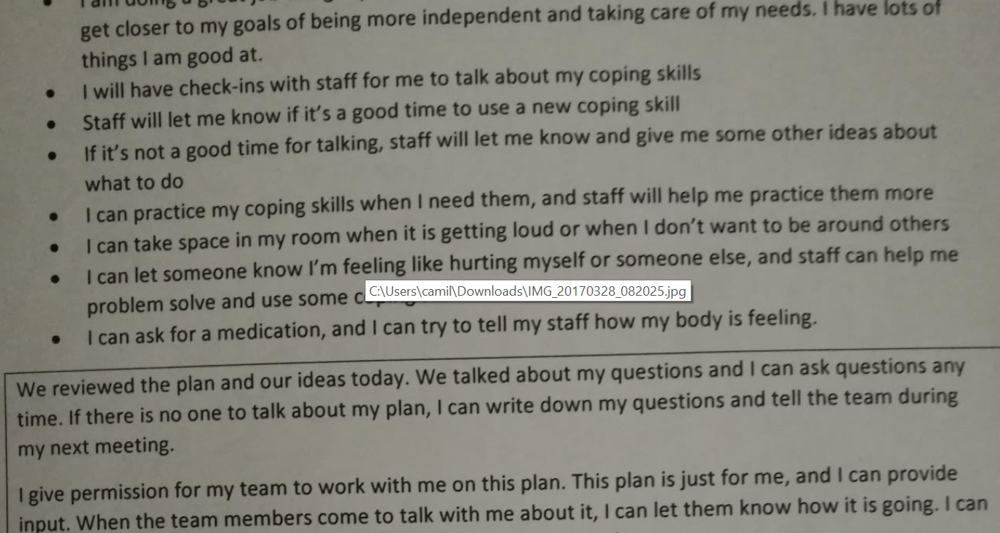 get closer to my goals of being more independent and taking care of my needs. I have lots of
things I am good at.
• I will have check-ins with staff for me to talk about my coping skills
• Staff will let me know if it's a good time to use a new coping skill
• If it's not a good time for talking, staff will let me know and give me some other ideas about
what to do
• I can practice my coping skills when I need them, and staff will help me practice them more
• I can take space in my room when it is getting loud or when I don't want to be around others
• I can let someone know I'm feeling like hurting myself or someone else, and staff can help me
problem solve and use some
C:\Users\camil\Downloads\IMG_20170328_082025.jpg
• I can ask for a medication, and I can try to tell my staff how my body is feeling.
We reviewed the plan and our ideas today. We talked about my questions and I can ask questions any
time. If there is no one to talk about my plan, I can write down my questions and tell the team during
my next meeting.
I give permission for my team to work with me on this plan. This plan is just for me, and I can provide
input. When the team members come to talk with me about it, I can let them know how it is going. I can